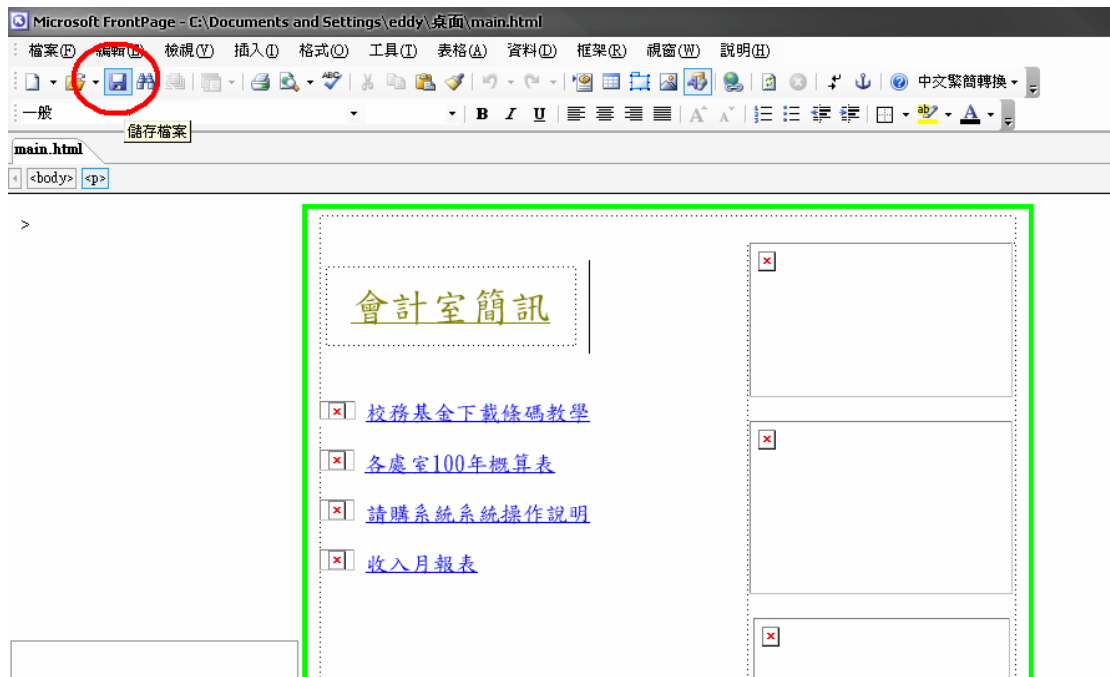 Microsoft FrontPage - C:\Documents and Settings\eddy\桌面\main.html
檔案(F) 編輯(E) 檢視(V) 插入(I) 格式(O) 工具(T) 表格(A) 資料(D) 框架(R) 視窗(W) 說明(H)
中文繁簡轉換
一般 B I U A A A
儲存檔案
main.html
<body> <p>
>
會計室簡訊
校務基金下載條碼教學
各處室100年概算表
請購系統系統操作說明
收入月報表